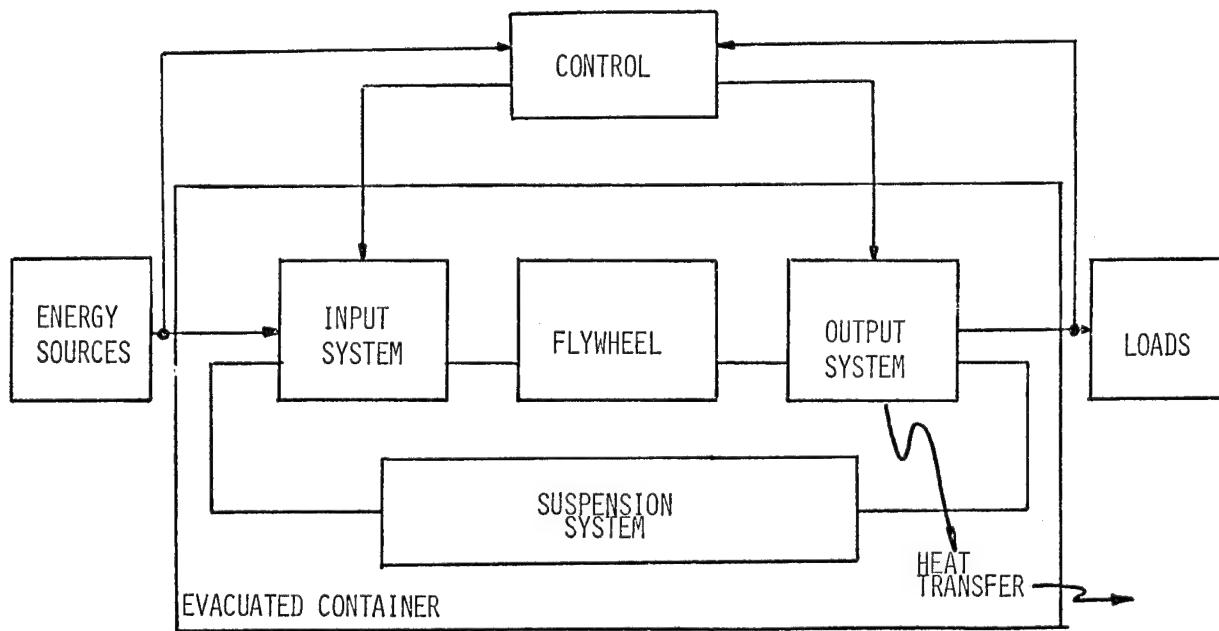 CONTROL
ENERGY
SOURCES
INPUT
SYSTEM
FLYWHEEL
OUTPUT
SYSTEM
LOADS
SUSPENSION
SYSTEM
HEAT
TRANSFER
EVACUATED CONTAINER